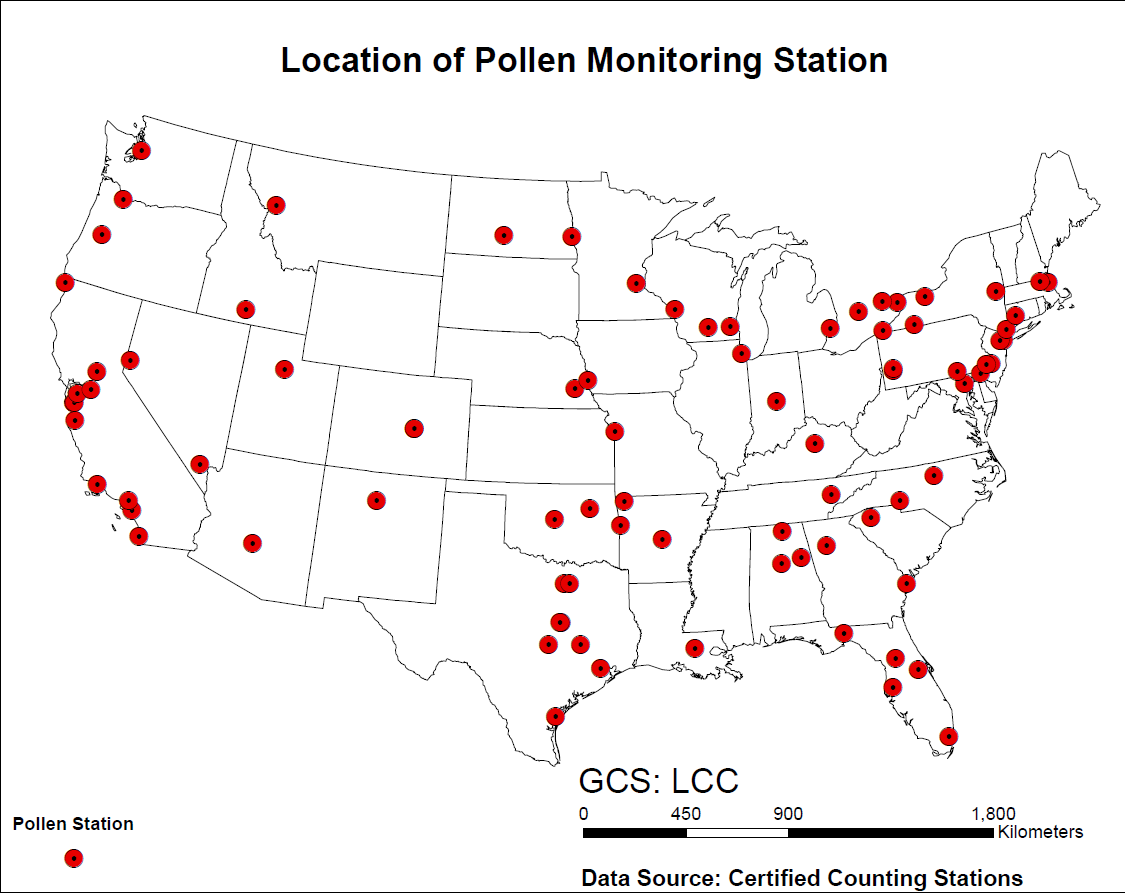 Location of Pollen Monitoring Station
GCS: LCC
0 450 900 1,800
Kilometers
Pollen Station
Data Source: Certified Counting Stations